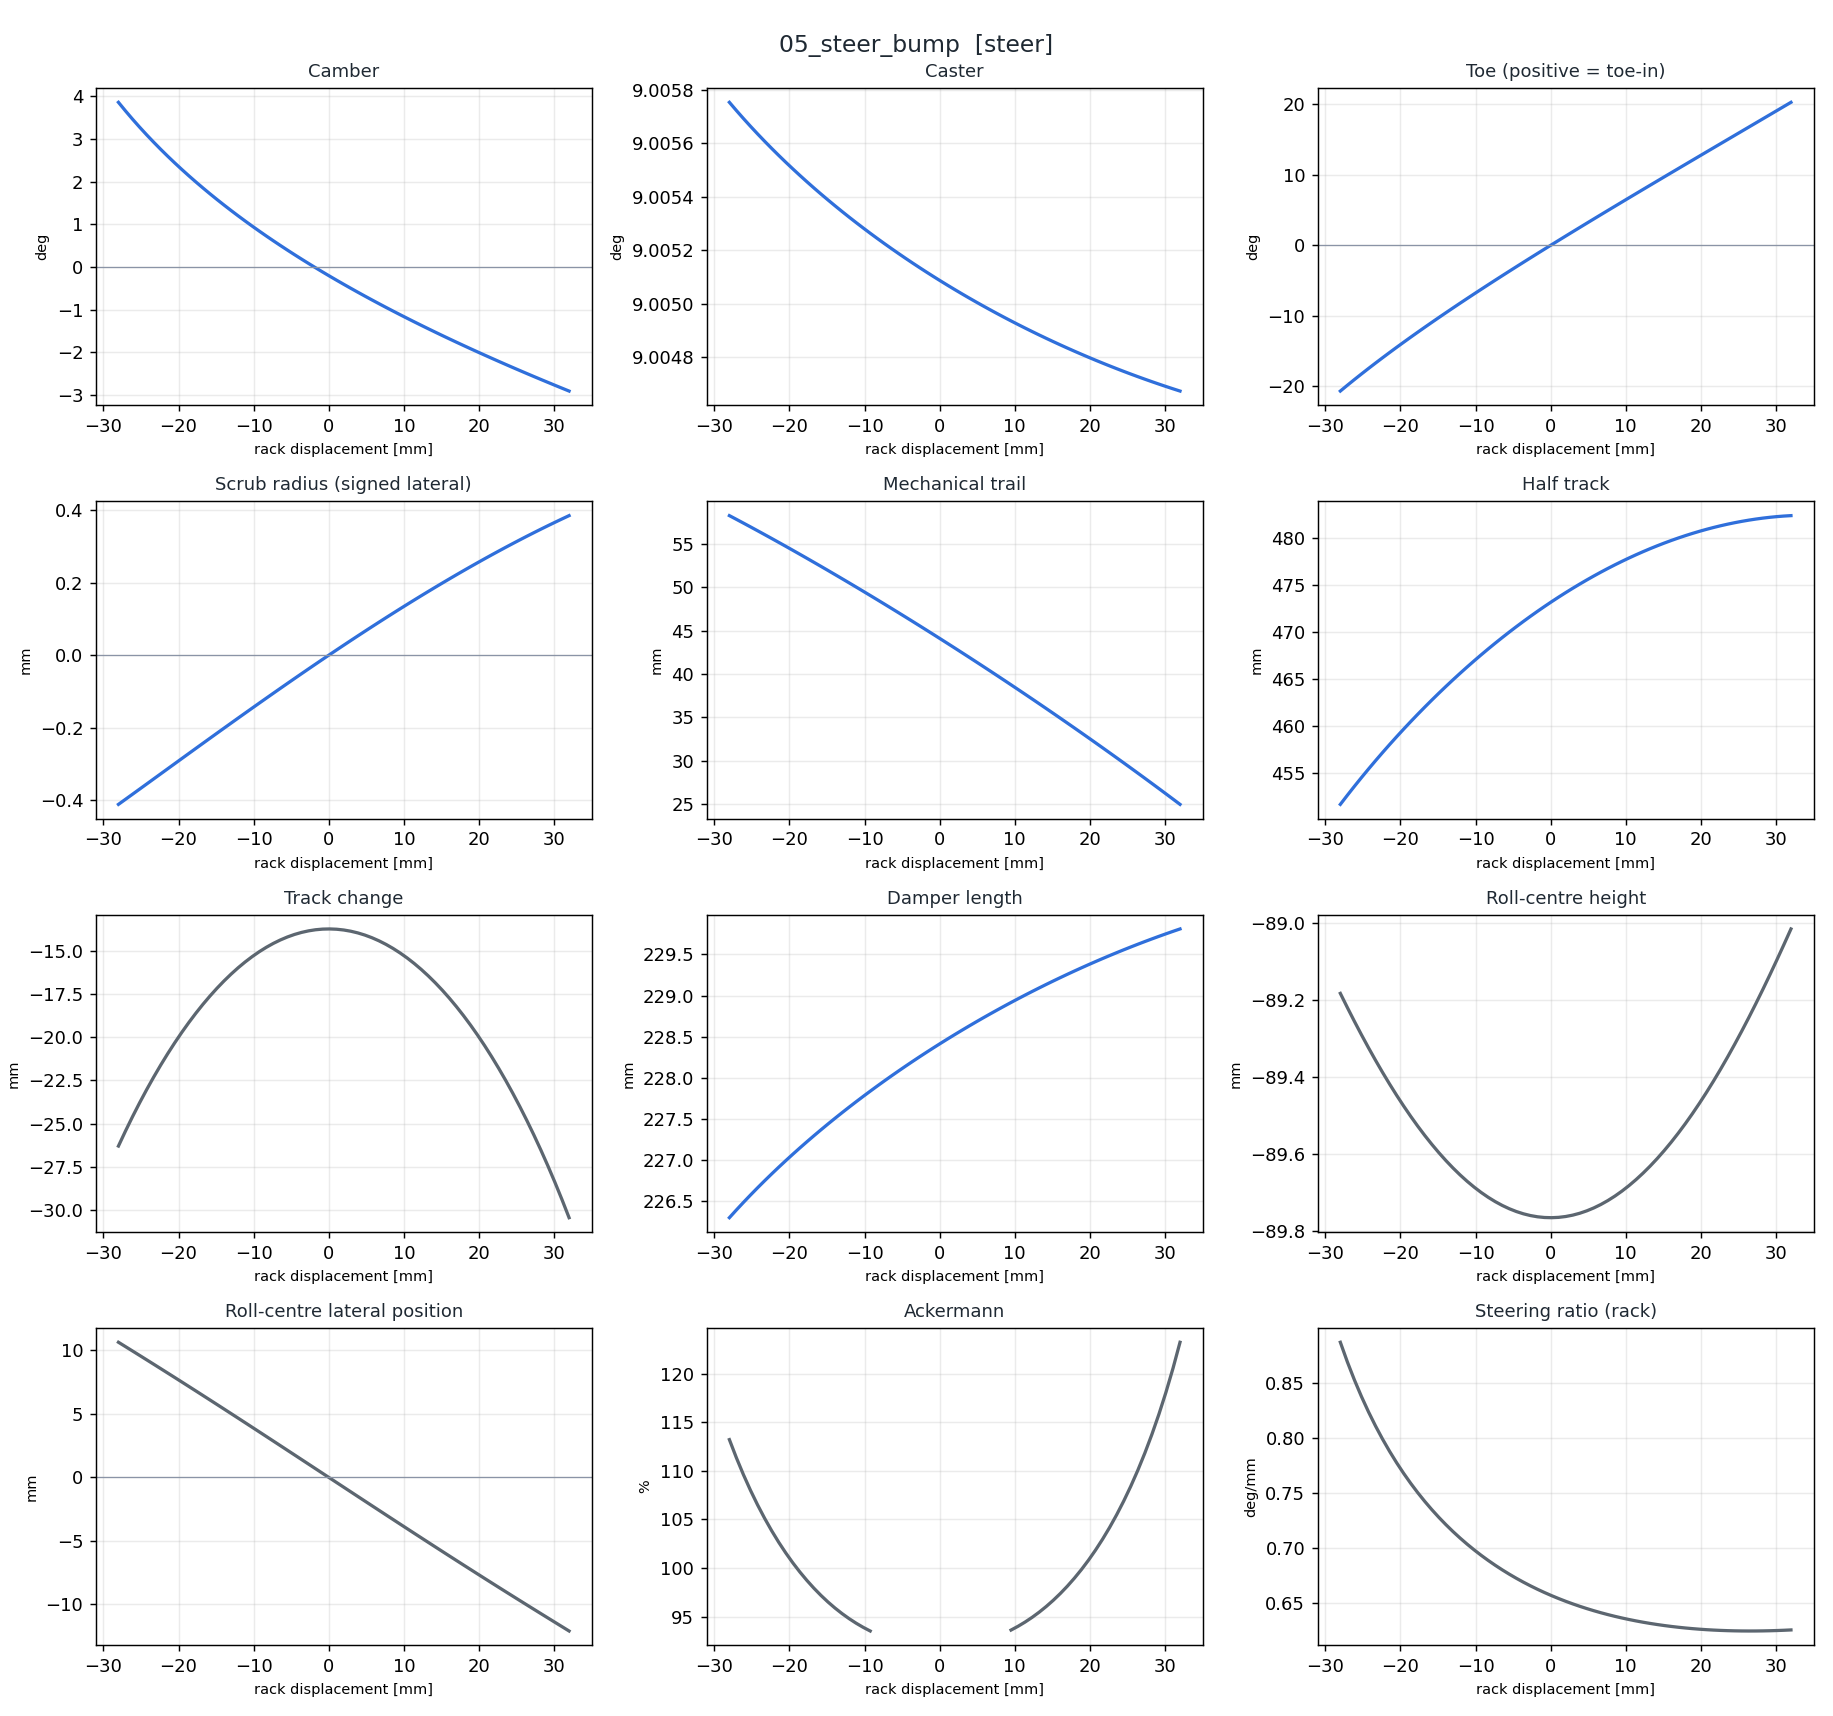 05_steer_bump  [steer]
Camber
4
3
2
1
0
−1
−2
−3
deg
−30 −20 −10 0 10 20 30
rack displacement [mm]
Caster
9.0058
9.0056
9.0054
9.0052
9.0050
9.0048
deg
−30 −20 −10 0 10 20 30
rack displacement [mm]
Toe (positive = toe-in)
20
10
0
−10
−20
deg
−30 −20 −10 0 10 20 30
rack displacement [mm]
Scrub radius (signed lateral)
0.4
0.2
0.0
−0.2
−0.4
mm
−30 −20 −10 0 10 20 30
rack displacement [mm]
Mechanical trail
55
50
45
40
35
30
25
mm
−30 −20 −10 0 10 20 30
rack displacement [mm]
Half track
480
475
470
465
460
455
mm
−30 −20 −10 0 10 20 30
rack displacement [mm]
Track change
−15.0
−17.5
−20.0
−22.5
−25.0
−27.5
−30.0
mm
−30 −20 −10 0 10 20 30
rack displacement [mm]
Damper length
229.5
229.0
228.5
228.0
227.5
227.0
226.5
mm
−30 −20 −10 0 10 20 30
rack displacement [mm]
Roll-centre height
−89.0
−89.2
−89.4
−89.6
−89.8
mm
−30 −20 −10 0 10 20 30
rack displacement [mm]
Roll-centre lateral position
10
5
0
−5
−10
mm
−30 −20 −10 0 10 20 30
rack displacement [mm]
Ackermann
120
115
110
105
100
95
%
−30 −20 −10 0 10 20 30
rack displacement [mm]
Steering ratio (rack)
0.85
0.80
0.75
0.70
0.65
deg/mm
−30 −20 −10 0 10 20 30
rack displacement [mm]